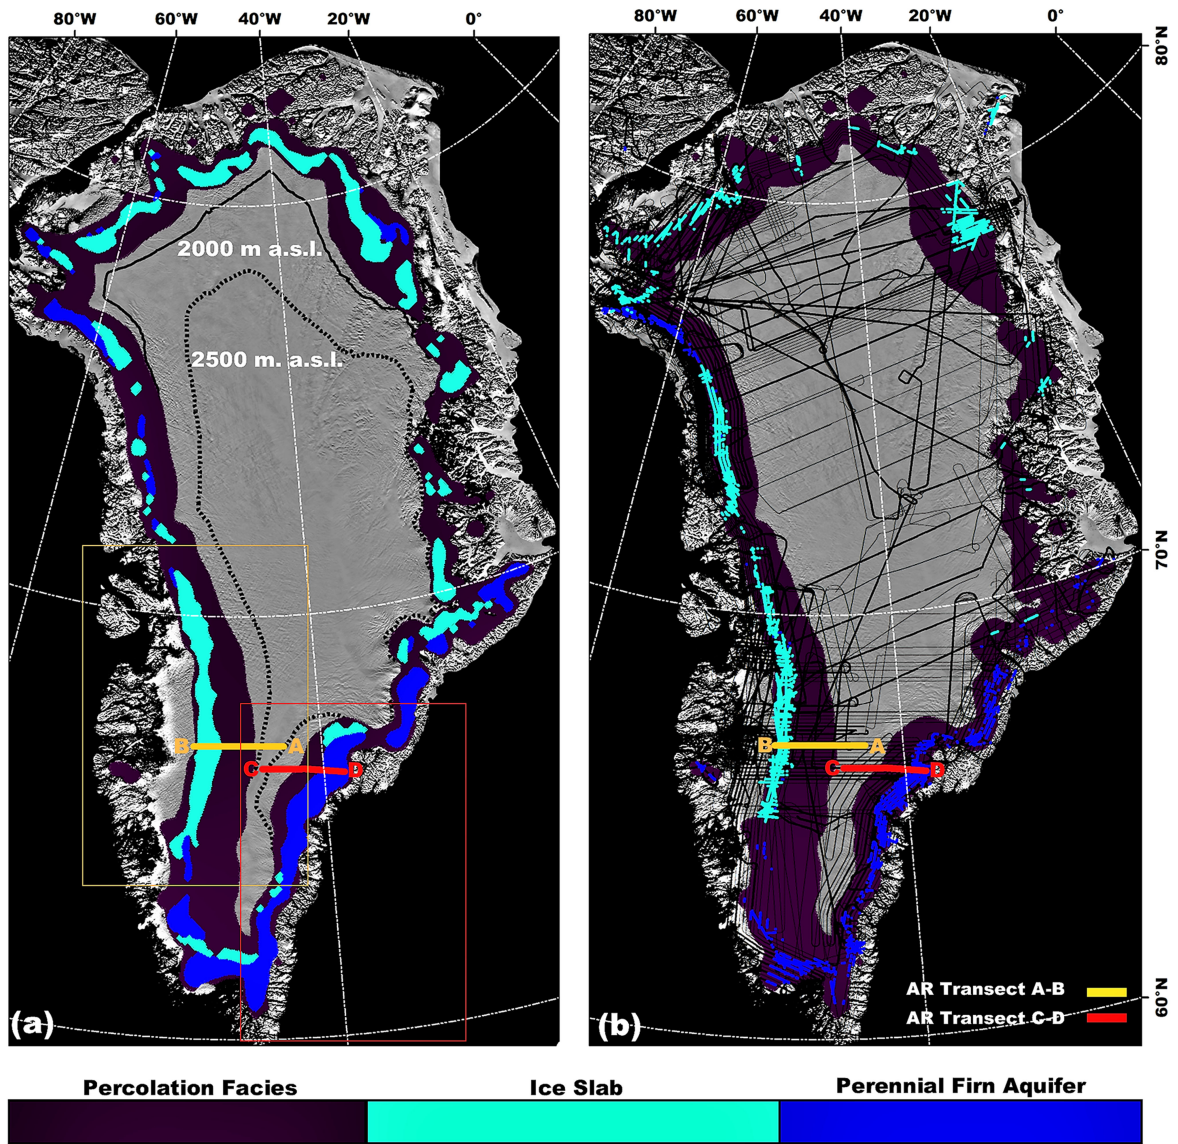 80°W 60°W 40°W 20°W 0°
80°W 60°W 40°W 20°W 0°
80°N
2000 m a.s.l.
2500 m. a.s.l.
70°N
B A
C D
B A
C D
AR Transect A-B
AR Transect C-D
60°N
(a)
(b)
Percolation Facies Ice Slab Perennial Firn Aquifer